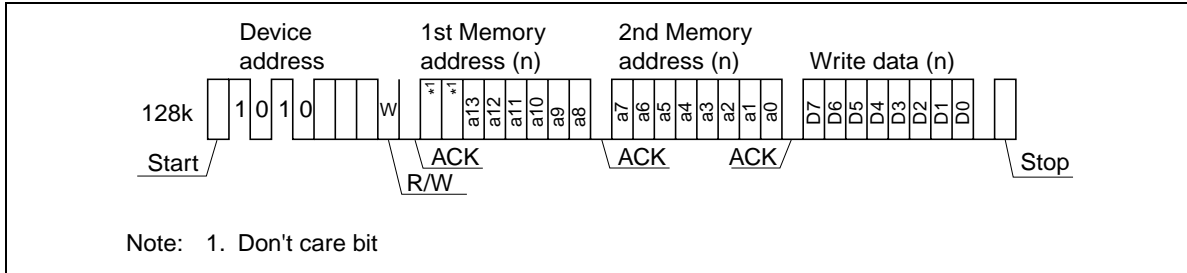 Device address
1st Memory address (n)
2nd Memory address (n)
Write data (n)
128k 1 0 1 0 W *1 *1 a13 a12 a11 a10 a9 a8 a7 a6 a5 a4 a3 a2 a1 a0 D7 D6 D5 D4 D3 D2 D1 D0
Start R/W ACK ACK ACK Stop
Note: 1. Don't care bit